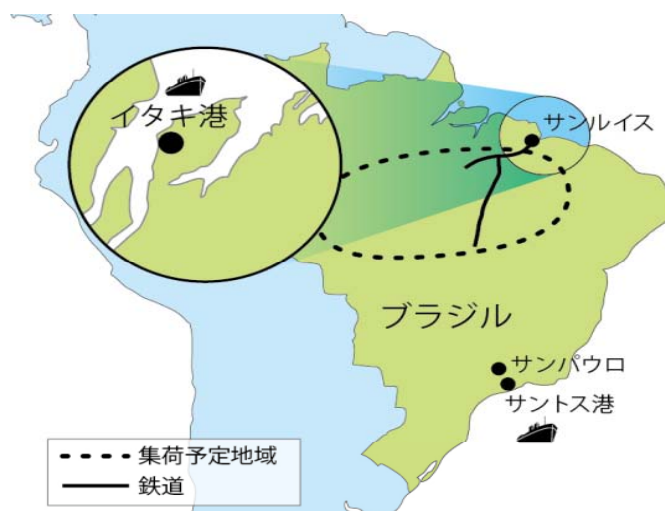 イタキ港
サンルイス
ブラジル
サンパウロ
サントス港
集荷予定地域
鉄道